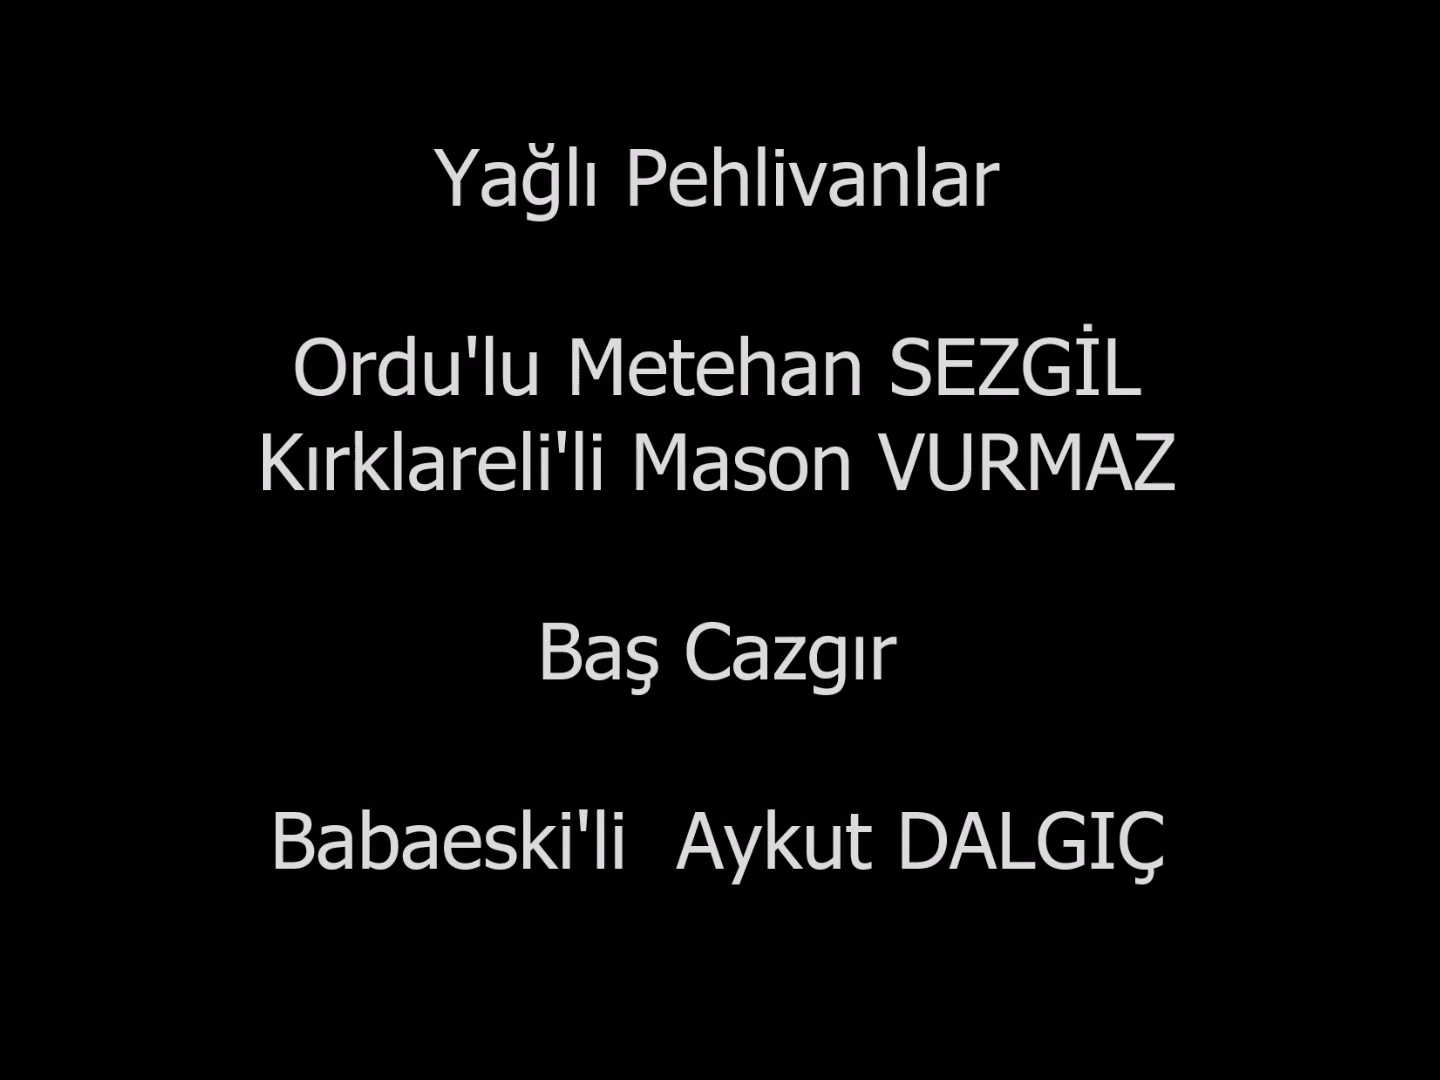 Yağlı Pehlivanlar
Ordu'lu Metehan SEZGİL
Kırklareli'li Mason VURMAZ
Baş Cazgır
Babaeski'li  Aykut DALGIÇ